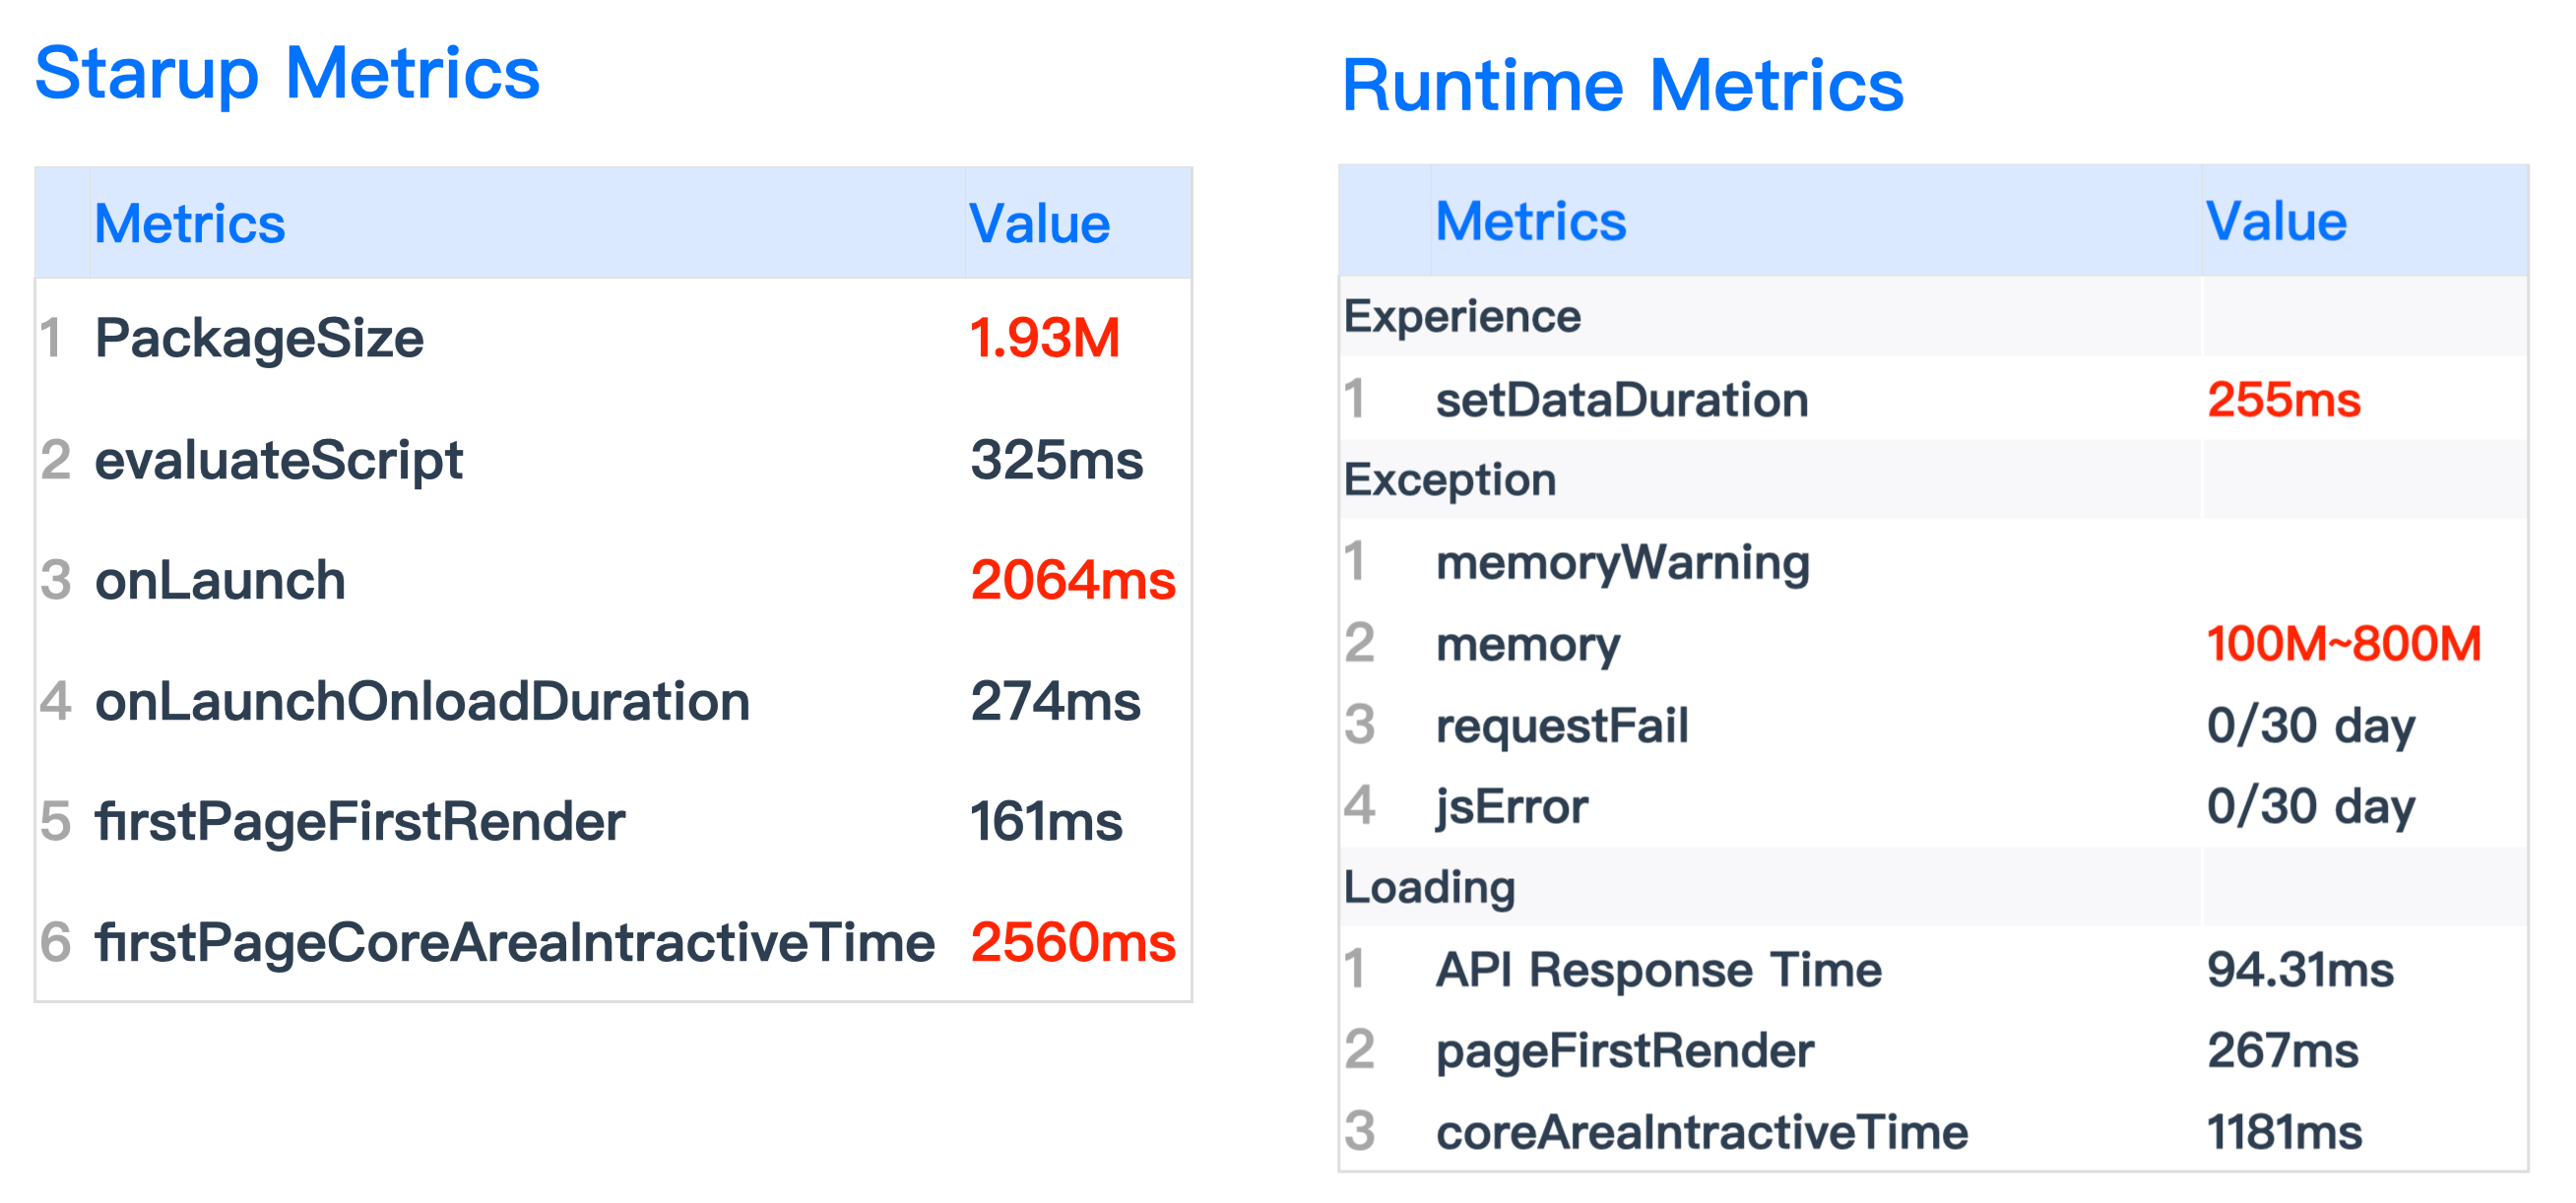 Starup Metrics
Metrics Value
1 PackageSize 1.93M
2 evaluateScript 325ms
3 onLaunch 2064ms
4 onLaunchOnloadDuration 274ms
5 firstPageFirstRender 161ms
6 firstPageCoreAreaIntractiveTime 2560ms
Runtime Metrics
Metrics Value
Experience
1 setDataDuration 255ms
Exception
1 memoryWarning
2 memory 100M~800M
3 requestFail 0/30 day
4 jsError 0/30 day
Loading
1 API Response Time 94.31ms
2 pageFirstRender 267ms
3 coreAreaIntractiveTime 1181ms